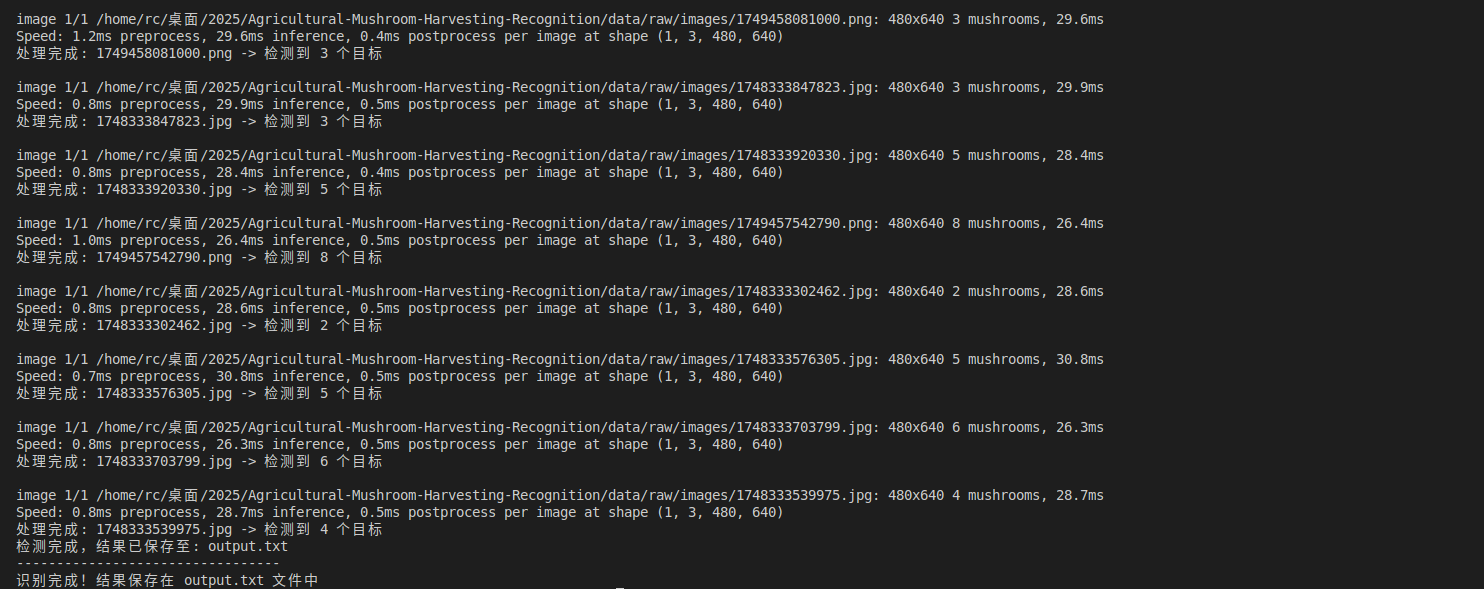 image 1/1 /home/rc/桌面/2025/Agricultural-Mushroom-Harvesting-Recognition/data/raw/images/1749458081000.png: 480x640 3 mushrooms, 29.6ms
Speed: 1.2ms preprocess, 29.6ms inference, 0.4ms postprocess per image at shape (1, 3, 480, 640)
处理完成: 1749458081000.png -> 检测到 3 个目标
image 1/1 /home/rc/桌面/2025/Agricultural-Mushroom-Harvesting-Recognition/data/raw/images/1748333847823.jpg: 480x640 3 mushrooms, 29.9ms
Speed: 0.8ms preprocess, 29.9ms inference, 0.5ms postprocess per image at shape (1, 3, 480, 640)
处理完成: 1748333847823.jpg -> 检测到 3 个目标
image 1/1 /home/rc/桌面/2025/Agricultural-Mushroom-Harvesting-Recognition/data/raw/images/1748333920330.jpg: 480x640 5 mushrooms, 28.4ms
Speed: 0.8ms preprocess, 28.4ms inference, 0.4ms postprocess per image at shape (1, 3, 480, 640)
处理完成: 1748333920330.jpg -> 检测到 5 个目标
image 1/1 /home/rc/桌面/2025/Agricultural-Mushroom-Harvesting-Recognition/data/raw/images/1749457542790.png: 480x640 8 mushrooms, 26.4ms
Speed: 1.0ms preprocess, 26.4ms inference, 0.5ms postprocess per image at shape (1, 3, 480, 640)
处理完成: 1749457542790.png -> 检测到 8 个目标
image 1/1 /home/rc/桌面/2025/Agricultural-Mushroom-Harvesting-Recognition/data/raw/images/1748333302462.jpg: 480x640 2 mushrooms, 28.6ms
Speed: 0.8ms preprocess, 28.6ms inference, 0.5ms postprocess per image at shape (1, 3, 480, 640)
处理完成: 1748333302462.jpg -> 检测到 2 个目标
image 1/1 /home/rc/桌面/2025/Agricultural-Mushroom-Harvesting-Recognition/data/raw/images/1748333576305.jpg: 480x640 5 mushrooms, 30.8ms
Speed: 0.7ms preprocess, 30.8ms inference, 0.5ms postprocess per image at shape (1, 3, 480, 640)
处理完成: 1748333576305.jpg -> 检测到 5 个目标
image 1/1 /home/rc/桌面/2025/Agricultural-Mushroom-Harvesting-Recognition/data/raw/images/1748333703799.jpg: 480x640 6 mushrooms, 26.3ms
Speed: 0.8ms preprocess, 26.3ms inference, 0.5ms postprocess per image at shape (1, 3, 480, 640)
处理完成: 1748333703799.jpg -> 检测到 6 个目标
image 1/1 /home/rc/桌面/2025/Agricultural-Mushroom-Harvesting-Recognition/data/raw/images/1748333539975.jpg: 480x640 4 mushrooms, 28.7ms
Speed: 0.8ms preprocess, 28.7ms inference, 0.5ms postprocess per image at shape (1, 3, 480, 640)
处理完成: 1748333539975.jpg -> 检测到 4 个目标
检测完成，结果已保存至: output.txt
---------------------------------
识别完成！结果保存在 output.txt 文件中